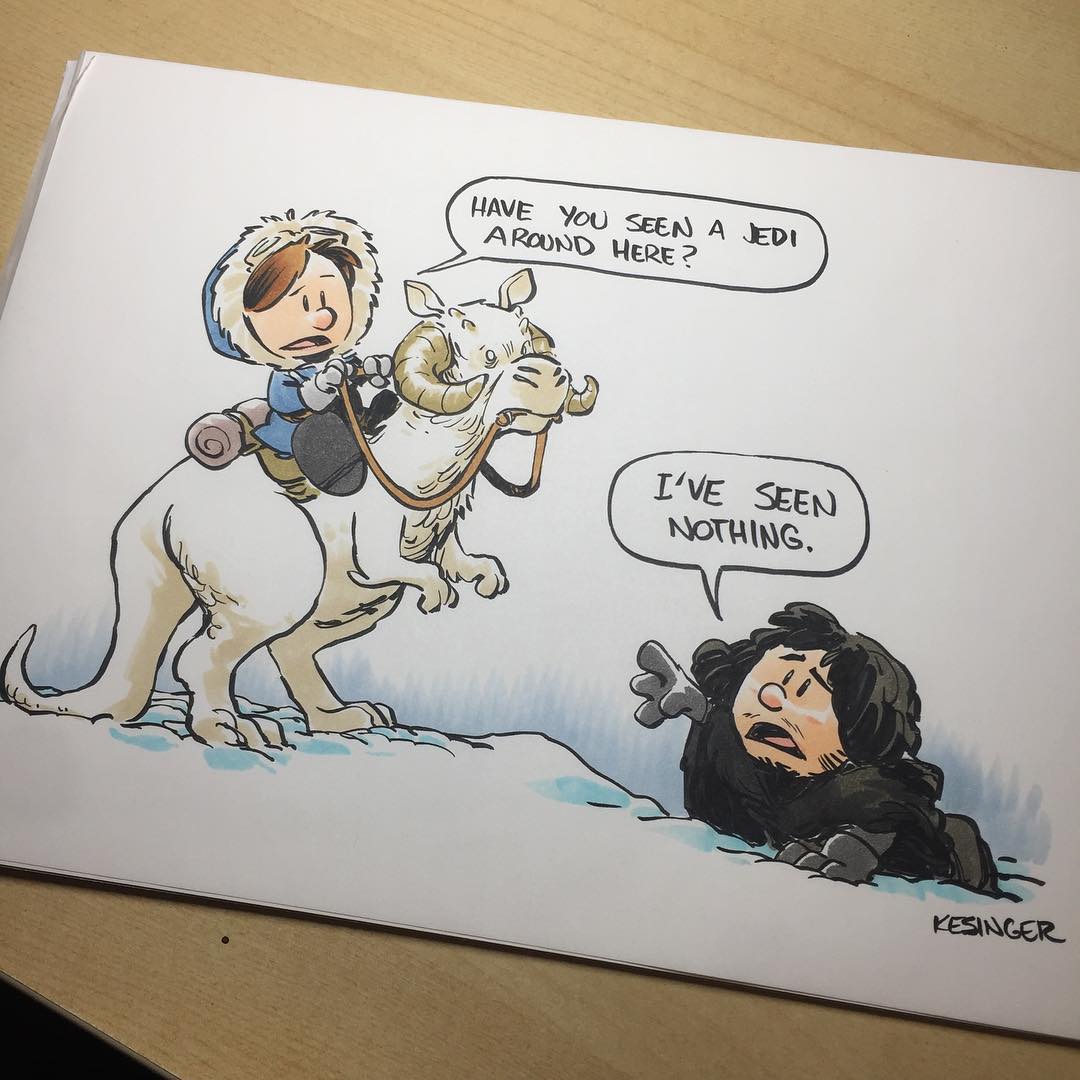 HAVE YOU SEEN A JEDI
AROUND HERE?
I'VE SEEN
NOTHING.
KESINGER